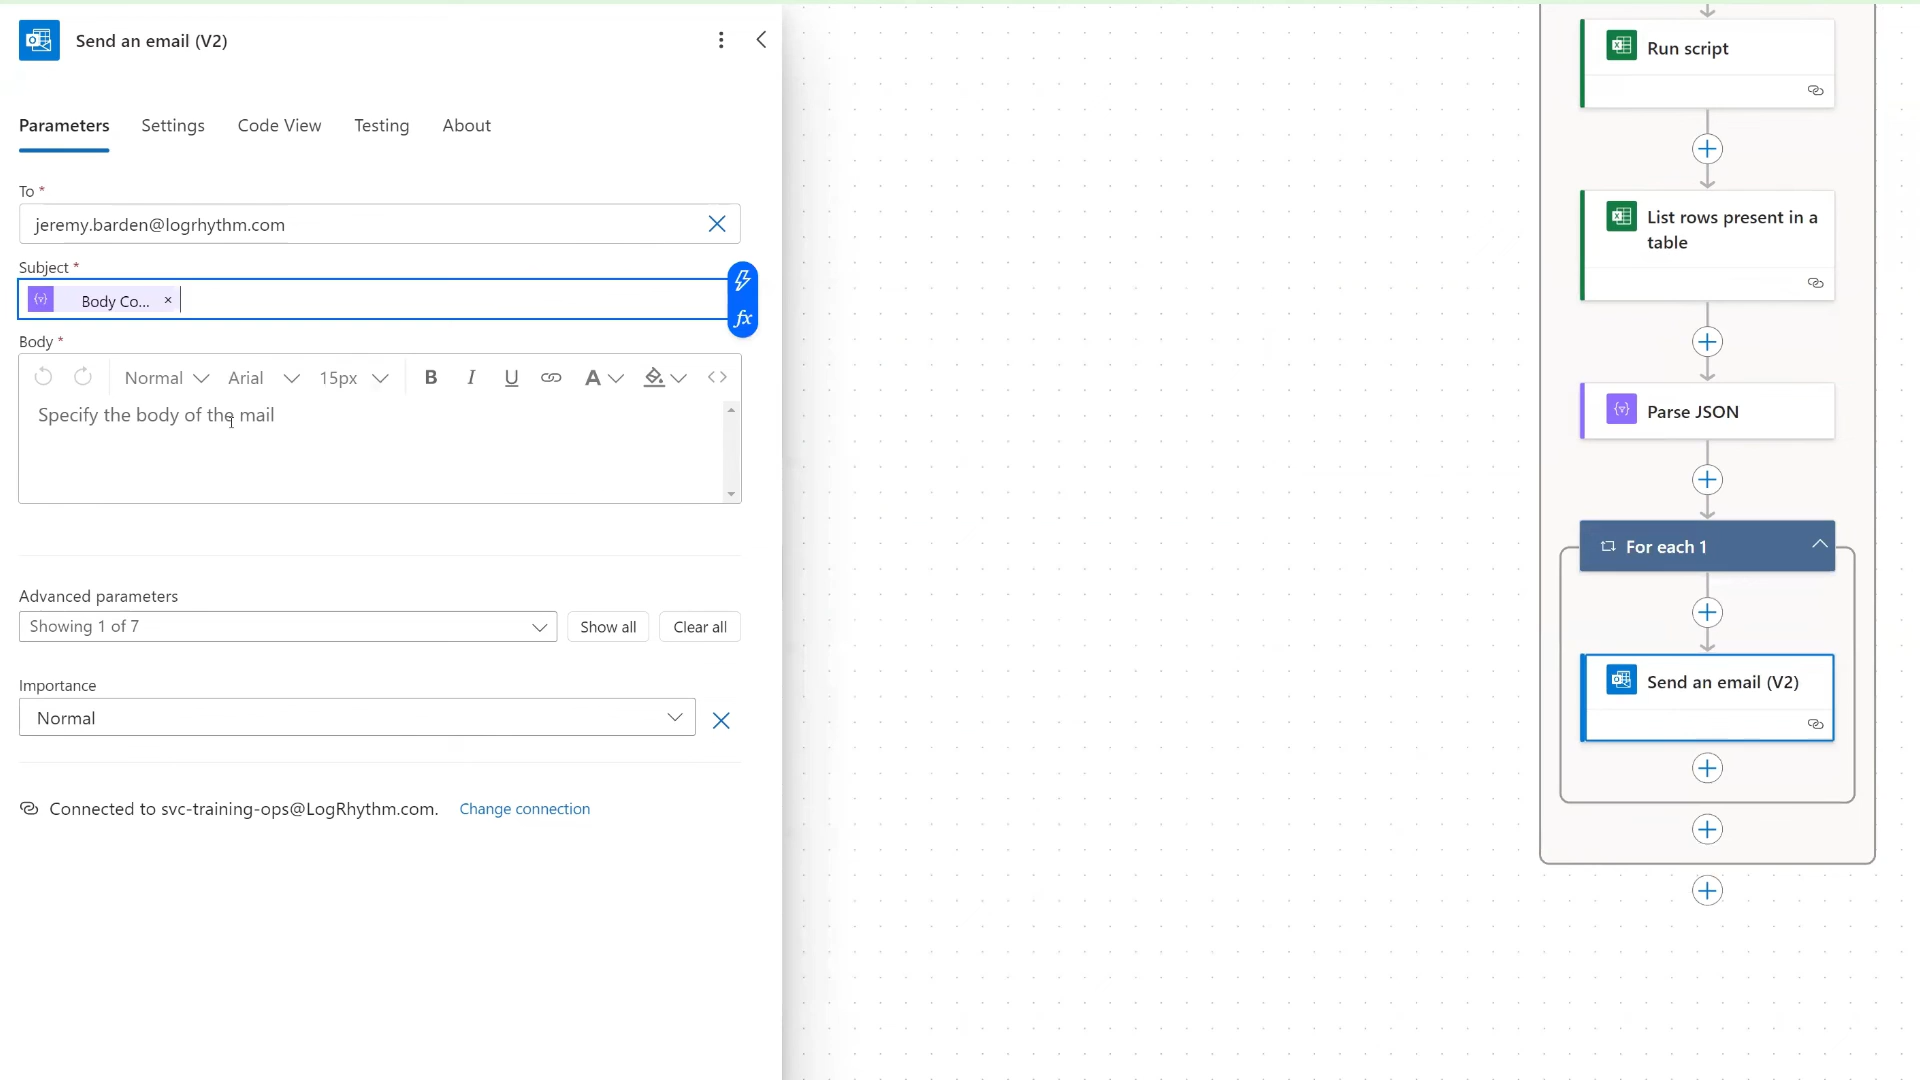 Send an email (V2)
Parameters
Settings
Code View
Testing
About
To *
jeremy.barden@logrhythm.com
Subject *
Body Co...
fx
Body *
Normal
Arial
15px
B
I
U
A
Specify the body of the mail
Advanced parameters
Showing 1 of 7
Show all
Clear all
Importance
Normal
Connected to svc-training-ops@LogRhythm.com.
Change connection
Run script
List rows present in a
table
Parse JSON
For each 1
Send an email (V2)